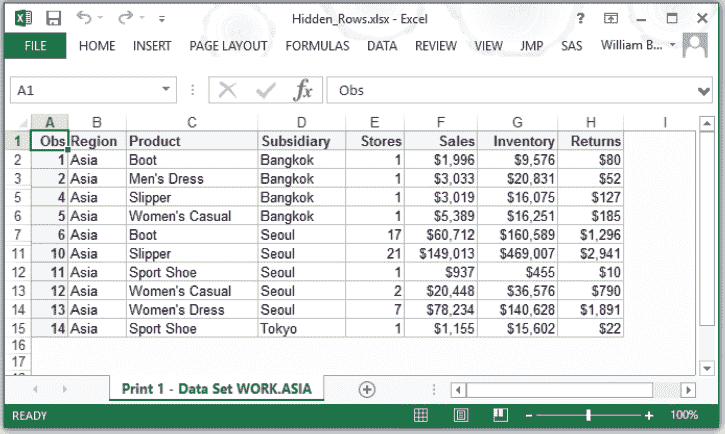 Hidden_Rows.xlsx - Excel
FILE HOME INSERT PAGE LAYOUT FORMULAS DATA REVIEW VIEW JMP SAS William B...
A1 fx Obs
A B C D E F G H I
1 Obs Region Product Subsidiary Stores Sales Inventory Returns
2 1 Asia Boot Bangkok 1 $1,996 $9,576 $80
3 2 Asia Men's Dress Bangkok 1 $3,033 $20,831 $52
5 4 Asia Slipper Bangkok 1 $3,019 $16,075 $127
6 5 Asia Women's Casual Bangkok 1 $5,389 $16,251 $185
7 6 Asia Boot Seoul 17 $60,712 $160,589 $1,296
11 10 Asia Slipper Seoul 21 $149,013 $469,007 $2,941
12 11 Asia Sport Shoe Seoul 1 $937 $455 $10
13 12 Asia Women's Casual Seoul 2 $20,448 $36,576 $790
14 13 Asia Women's Dress Seoul 7 $78,234 $140,628 $1,891
15 14 Asia Sport Shoe Tokyo 1 $1,155 $15,602 $22
16
17
Print 1 - Data Set WORK.ASIA
READY 100%